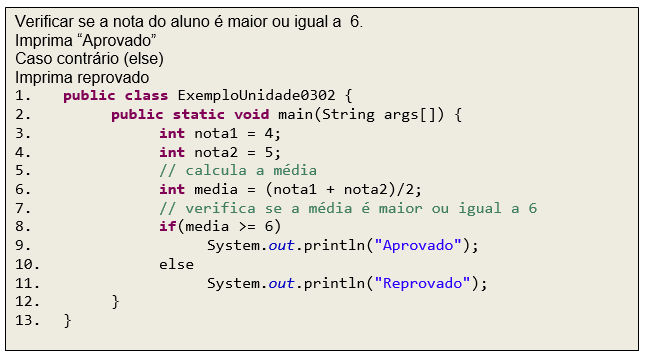 Verificar se a nota do aluno é maior ou igual a  6.
Imprima “Aprovado”
Caso contrário (else)
Imprima reprovado
1. public class ExemploUnidade0302 {
2. public static void main(String args[]) {
3. int nota1 = 4;
4. int nota2 = 5;
5. // calcula a média
6. int media = (nota1 + nota2)/2;
7. // verifica se a média é maior ou igual a 6
8. if(media >= 6)
9. System.out.println("Aprovado");
10. else
11. System.out.println("Reprovado");
12. }
13. }